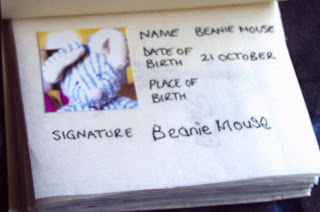 NAME BEANIE MOUSE
DATE OF
BIRTH 21 OCTOBER
PLACE OF
BIRTH
SIGNATURE Beanie Mouse